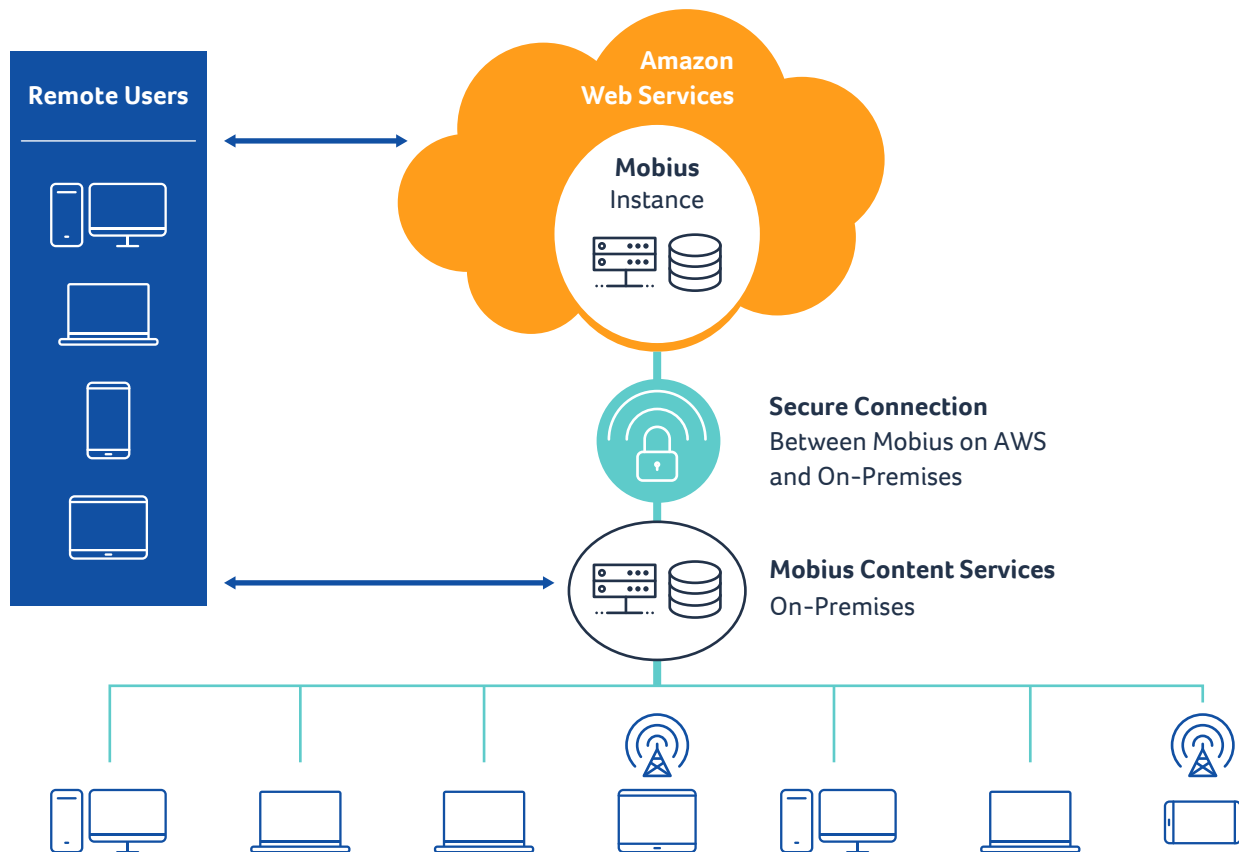 Remote Users
Amazon
Web Services
Mobius
Instance
Secure Connection
Between Mobius on AWS
and On-Premises
Mobius Content Services
On-Premises